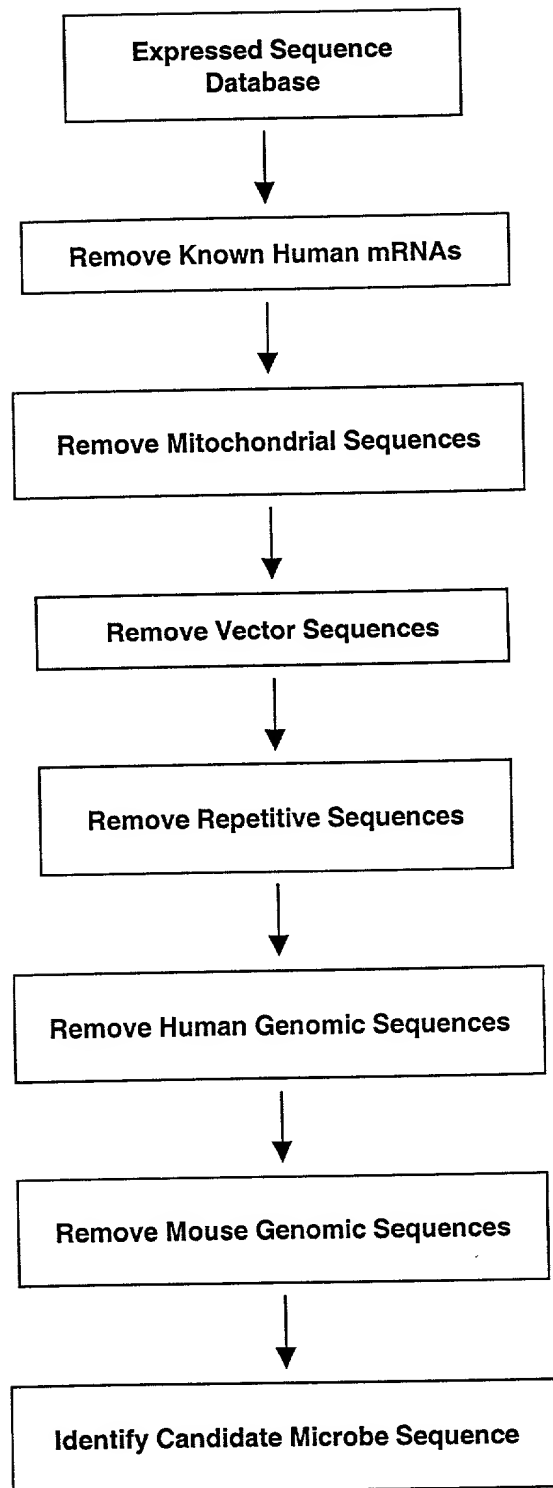 Expressed Sequence
Database
Remove Known Human mRNAs
Remove Mitochondrial Sequences
Remove Vector Sequences
Remove Repetitive Sequences
Remove Human Genomic Sequences
Remove Mouse Genomic Sequences
Identify Candidate Microbe Sequence